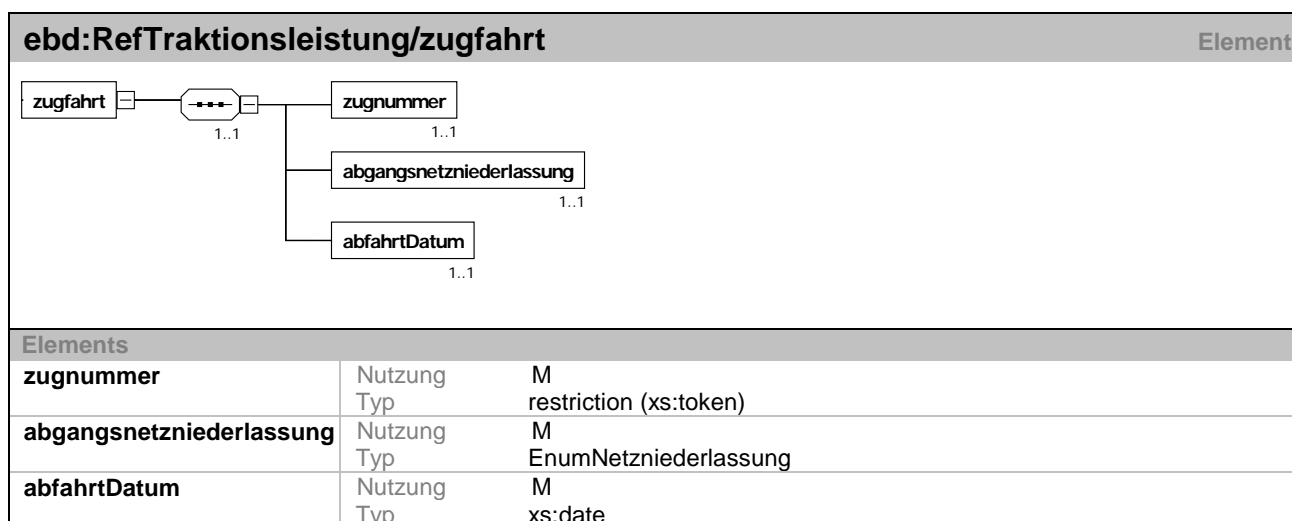 ebd:RefTraktionsleistung/zugfahrt Element
zugfahrt
1..1
zugnummer
1..1
abgangsnetzniederlassung
1..1
abfahrtDatum
1..1
Elements
zugnummer Nutzung M
Typ restriction (xs:token)
abgangsnetzniederlassung Nutzung M
Typ EnumNetzniederlassung
abfahrtDatum Nutzung M
Typ xs:date